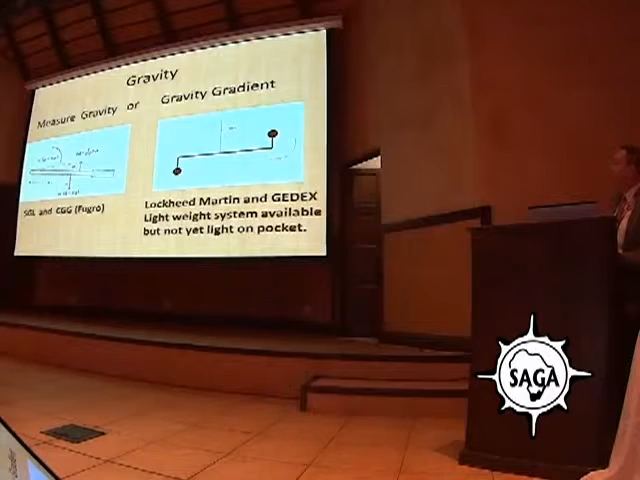 Gravity
Measure Gravity or Gravity Gradient
SGL and CGG (Fugro)
Lockheed Martin and GEDEX
Light weight system available
but not yet light on pocket.
SAGA